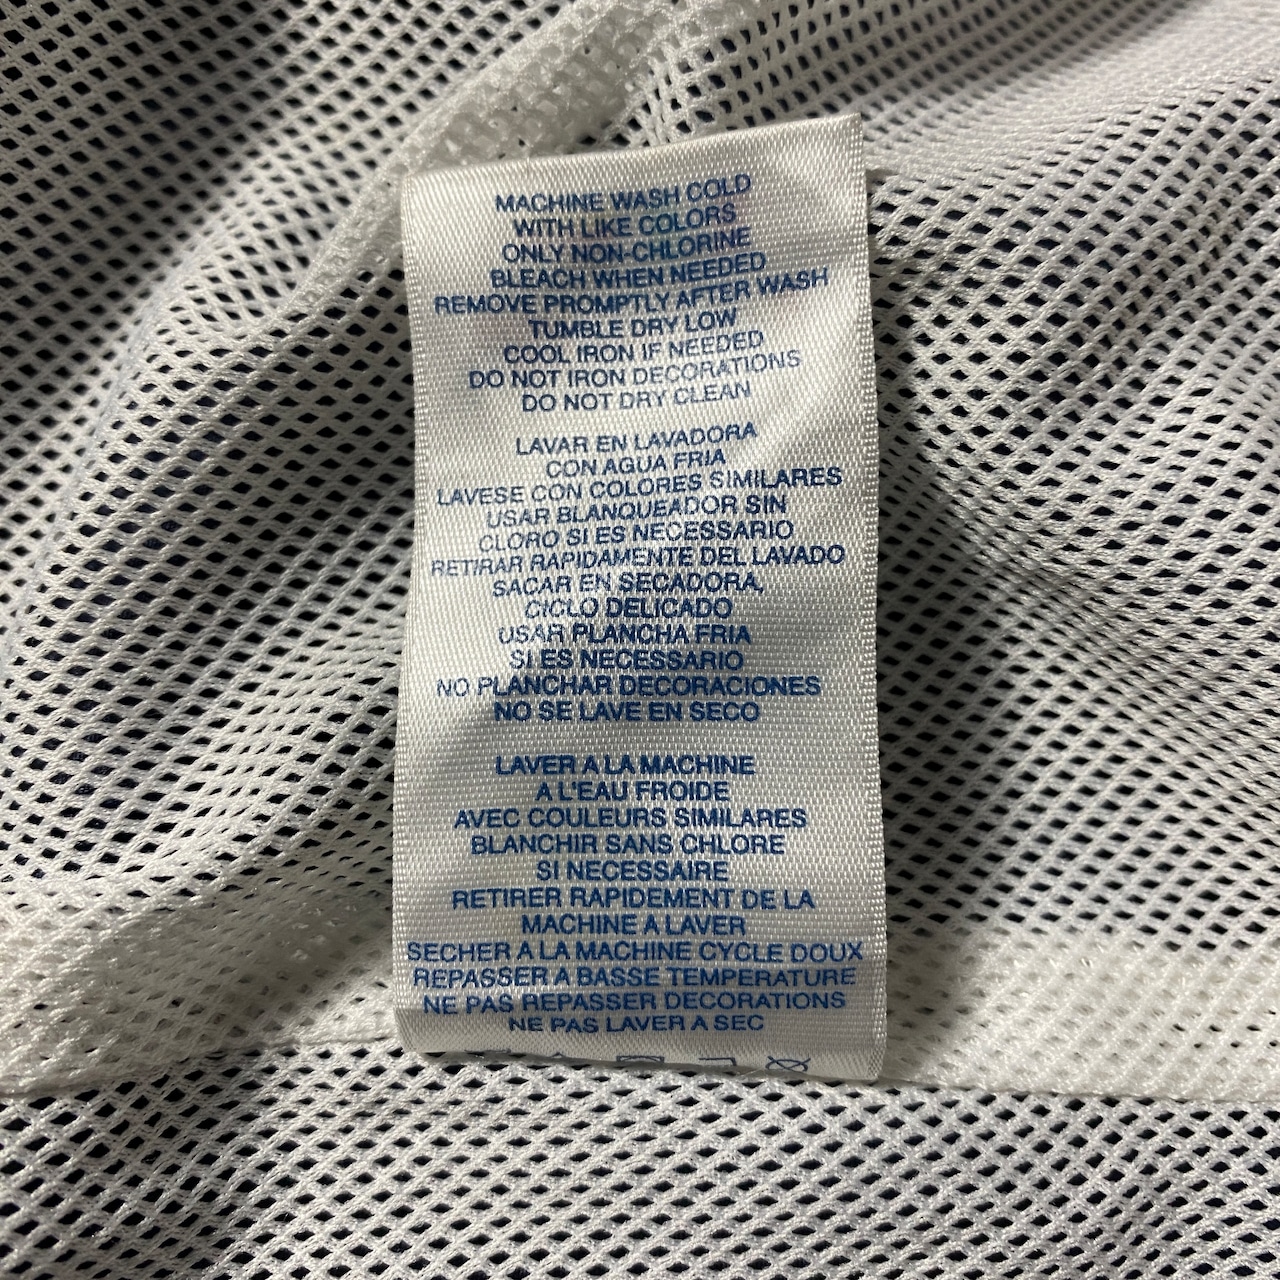 MACHINE WASH COLD
WITH LIKE COLORS
ONLY NON-CHLORINE
BLEACH WHEN NEEDED
REMOVE PROMPTLY AFTER WASH
TUMBLE DRY LOW
COOL IRON IF NEEDED
DO NOT IRON DECORATIONS
DO NOT DRY CLEAN
LAVAR EN LAVADORA
CON AGUA FRIA
LAVESE CON COLORES SIMILARES
USAR BLANQUEADOR SIN
CLORO SI ES NECESSARIO
RETIRAR RAPIDAMENTE DEL LAVADO
SACAR EN SECADORA,
CICLO DELICADO
USAR PLANCHA FRIA
SI ES NECESSARIO
NO PLANCHAR DECORACIONES
NO SE LAVE EN SECO
LAVER A LA MACHINE
A L'EAU FROIDE
AVEC COULEURS SIMILARES
BLANCHIR SANS CHLORE
SI NECESSAIRE
RETIRER RAPIDEMENT DE LA
MACHINE A LAVER
SECHER A LA MACHINE CYCLE DOUX
REPASSER A BASSE TEMPERATURE
NE PAS REPASSER DECORATIONS
NE PAS LAVER A SEC